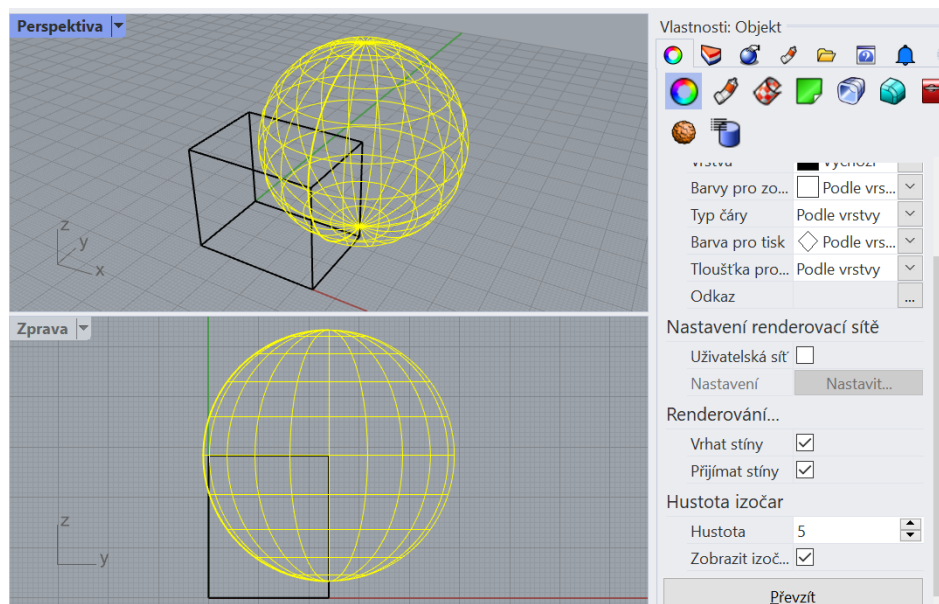 Perspektiva
z
y
x
Zprava
z
y
Vlastnosti: Objekt
Vrstva Výchozí
Barvy pro zo... Podle vrs...
Typ čáry Podle vrstvy
Barva pro tisk Podle vrs...
Tloušťka pro... Podle vrstvy
Odkaz ...
Nastavení renderovací sítě
Uživatelská síť
Nastavení Nastavit...
Renderování...
Vrhat stíny
Přijímat stíny
Hustota izočar
Hustota 5
Zobrazit izoč...
Převzít